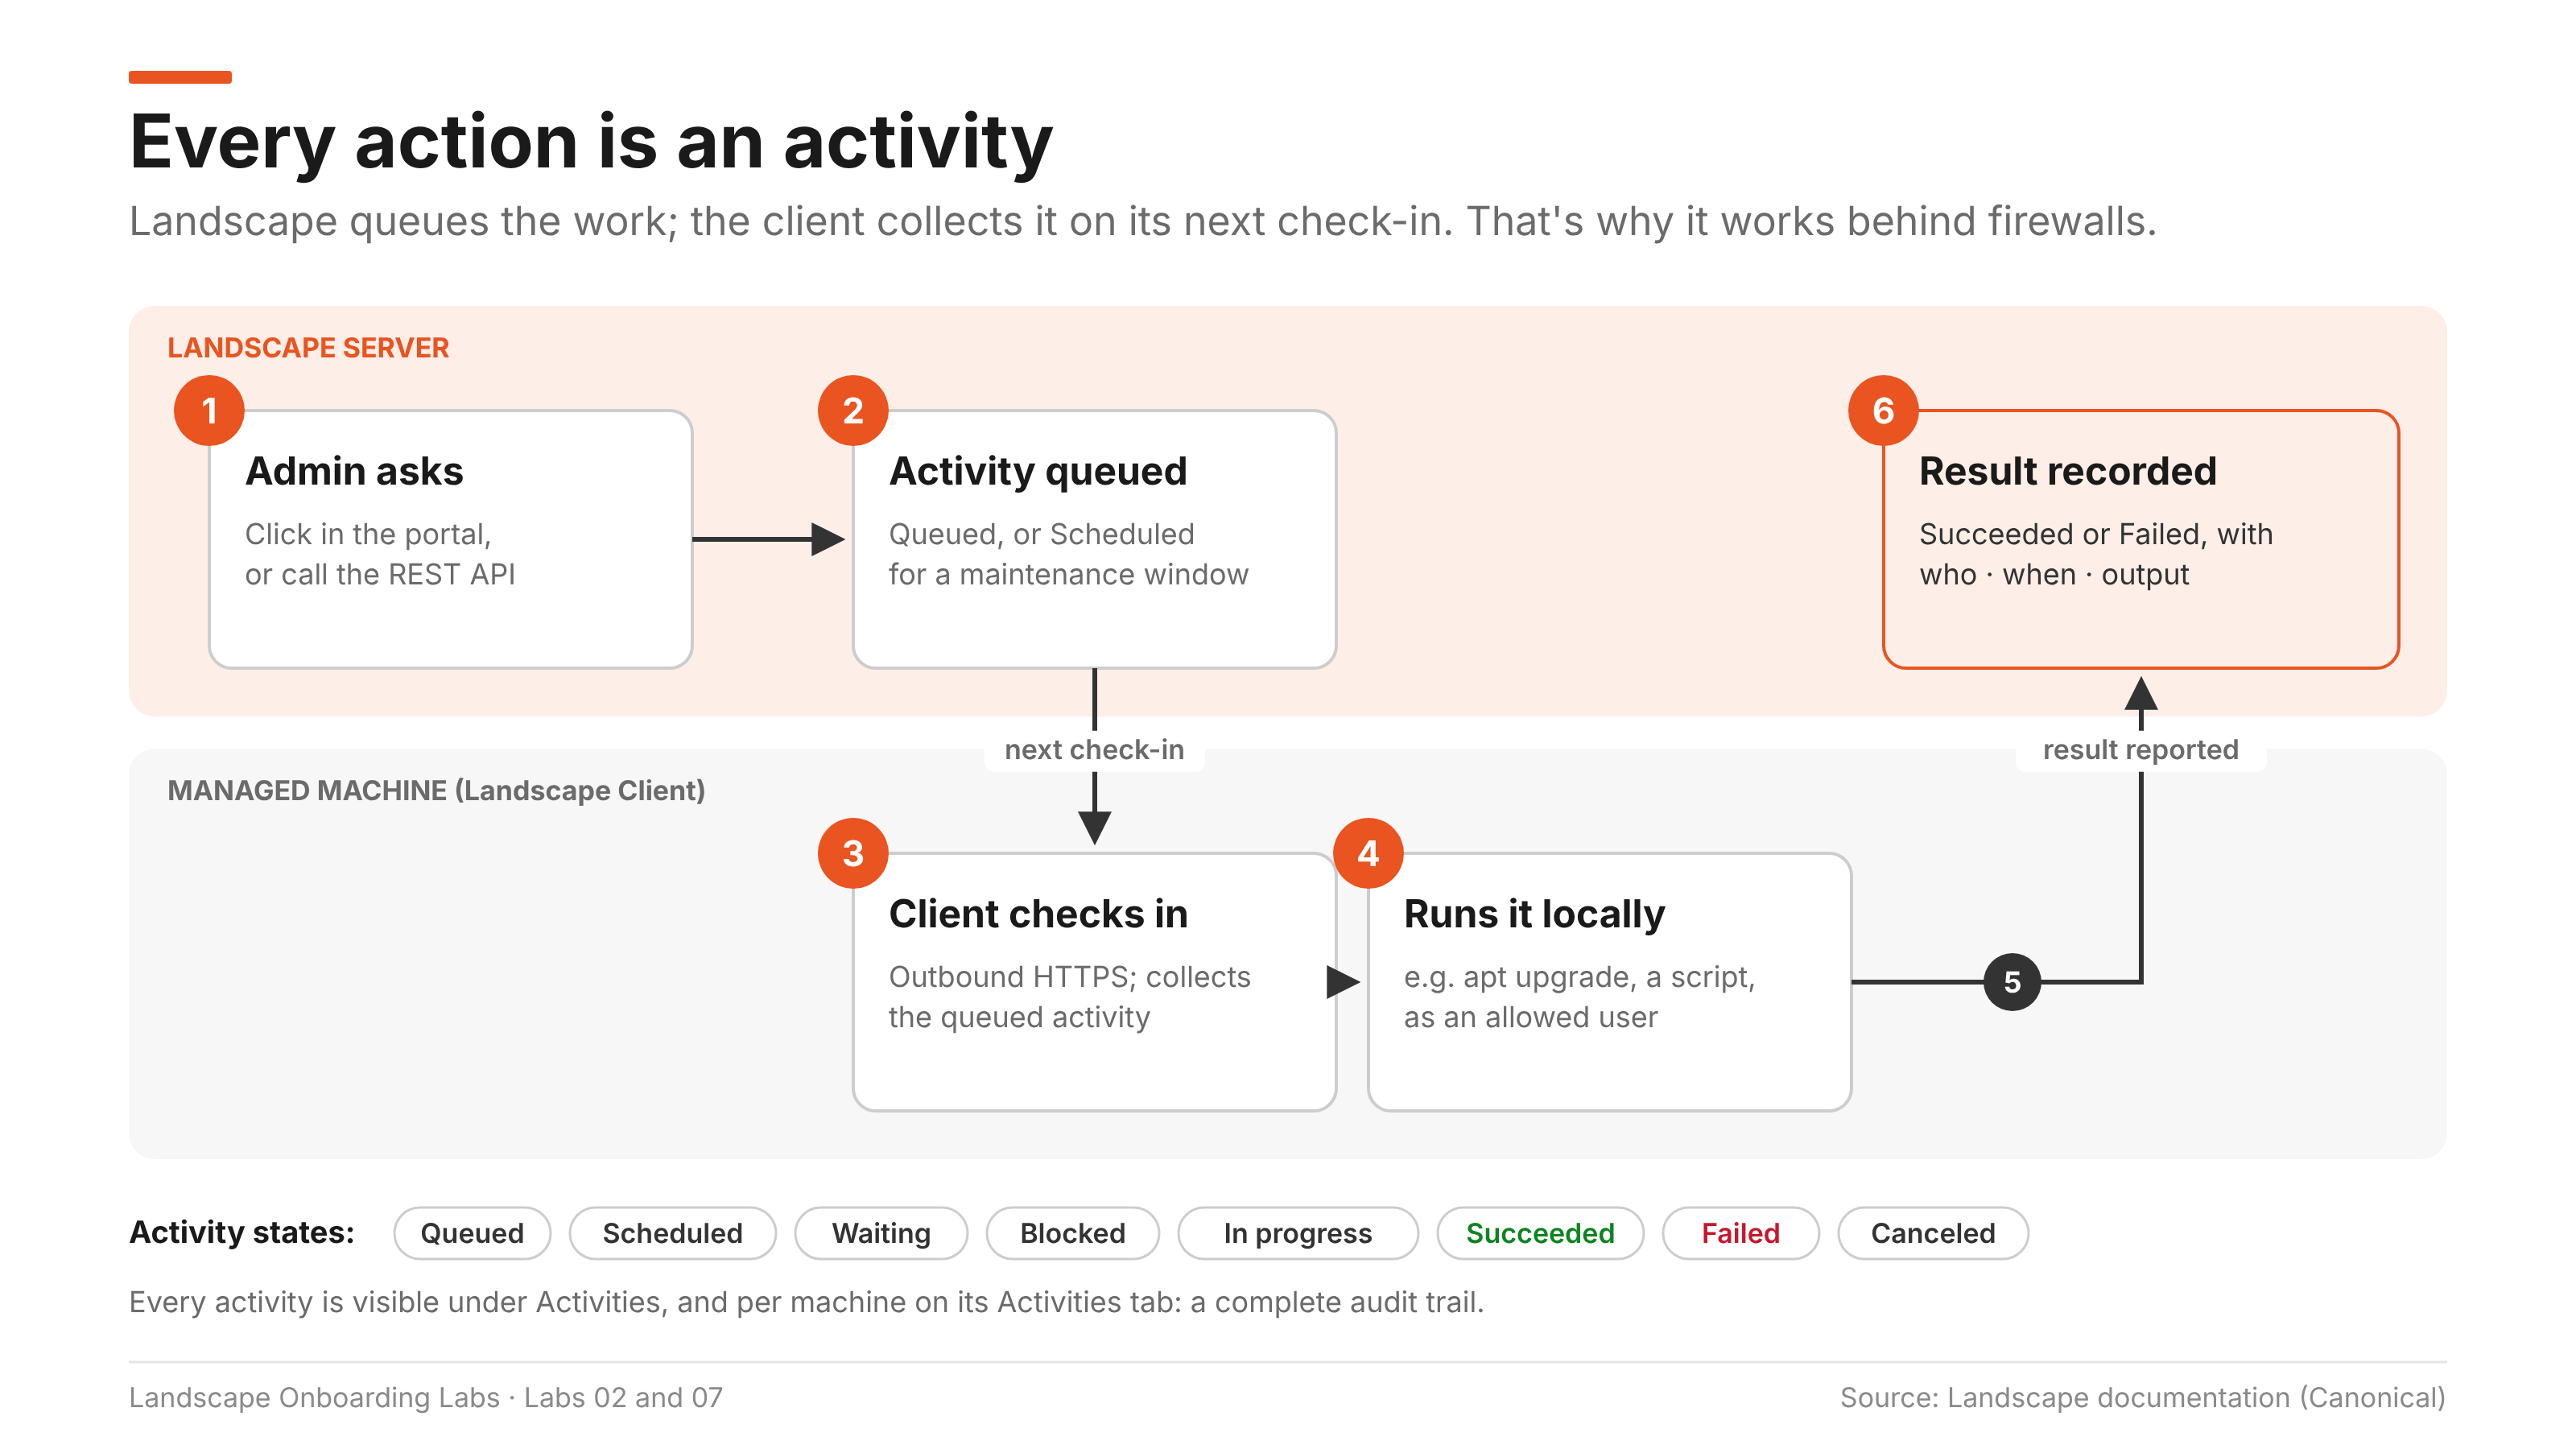 Every action is an activity
Landscape queues the work; the client collects it on its next check-in. That's why it works behind firewalls.
LANDSCAPE SERVER
1
Admin asks
Click in the portal,
or call the REST API
2
Activity queued
Queued, or Scheduled
for a maintenance window
6
Result recorded
Succeeded or Failed, with
who · when · output
next check-in
result reported
MANAGED MACHINE (Landscape Client)
3
Client checks in
Outbound HTTPS; collects
the queued activity
4
Runs it locally
e.g. apt upgrade, a script,
as an allowed user
5
Activity states:
Queued
Scheduled
Waiting
Blocked
In progress
Succeeded
Failed
Canceled
Every activity is visible under Activities, and per machine on its Activities tab: a complete audit trail.
Landscape Onboarding Labs · Labs 02 and 07
Source: Landscape documentation (Canonical)